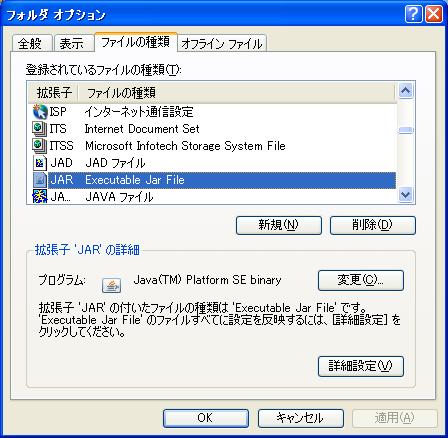 フォルダ オプション
全般 表示 ファイルの種類 オフライン ファイル
登録されているファイルの種類(T):
拡張子 ファイルの種類
ISP インターネット通信設定
ITS Internet Document Set
ITSS Microsoft Infotech Storage System File
JAD JAD ファイル
JAR Executable Jar File
JA... JAVA ファイル
新規(N) 削除(D)
拡張子 'JAR' の詳細
プログラム: Java(TM) Platform SE binary 変更(C)...
拡張子 'JAR' の付いたファイルの種類は 'Executable Jar File' です。
'Executable Jar File' のファイルすべてに設定を反映するには、[詳細設定] を
クリックしてください。
詳細設定(V)
OK キャンセル 適用(A)